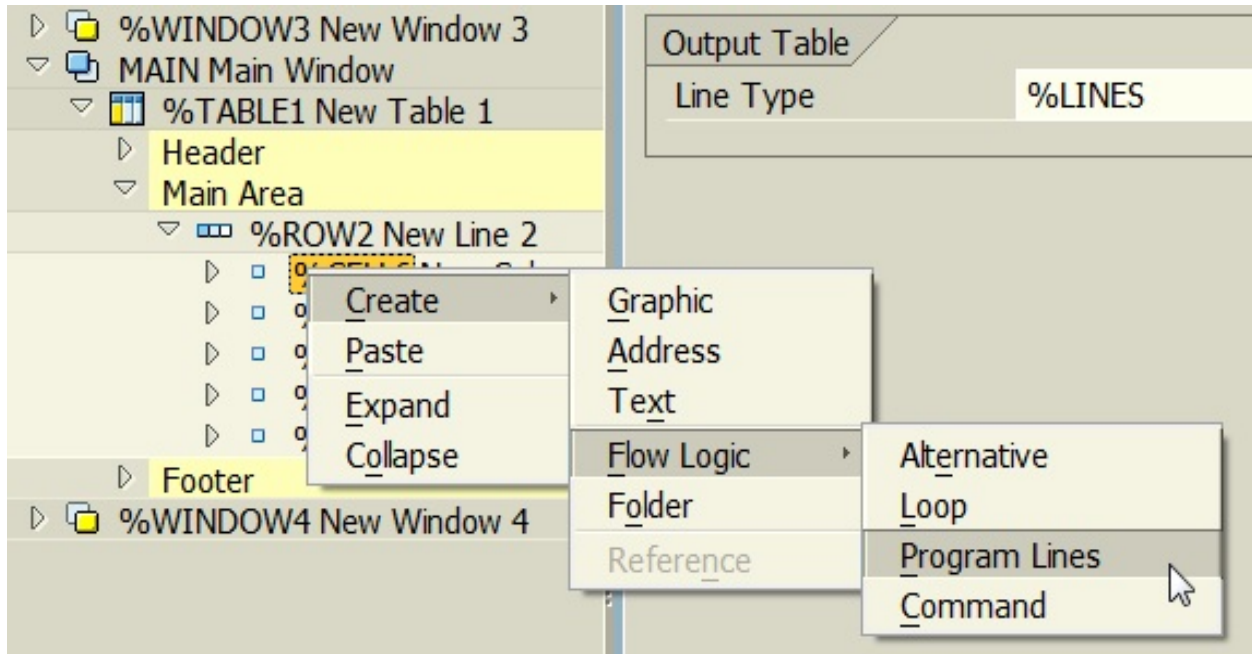 %WINDOW3 New Window 3
MAIN Main Window
%TABLE1 New Table 1
Header
Main Area
%ROW2 New Line 2
Footer
%WINDOW4 New Window 4
Create
Paste
Expand
Collapse
Graphic
Address
Text
Flow Logic
Folder
Reference
Alternative
Loop
Program Lines
Command
Output Table
Line Type %LINES